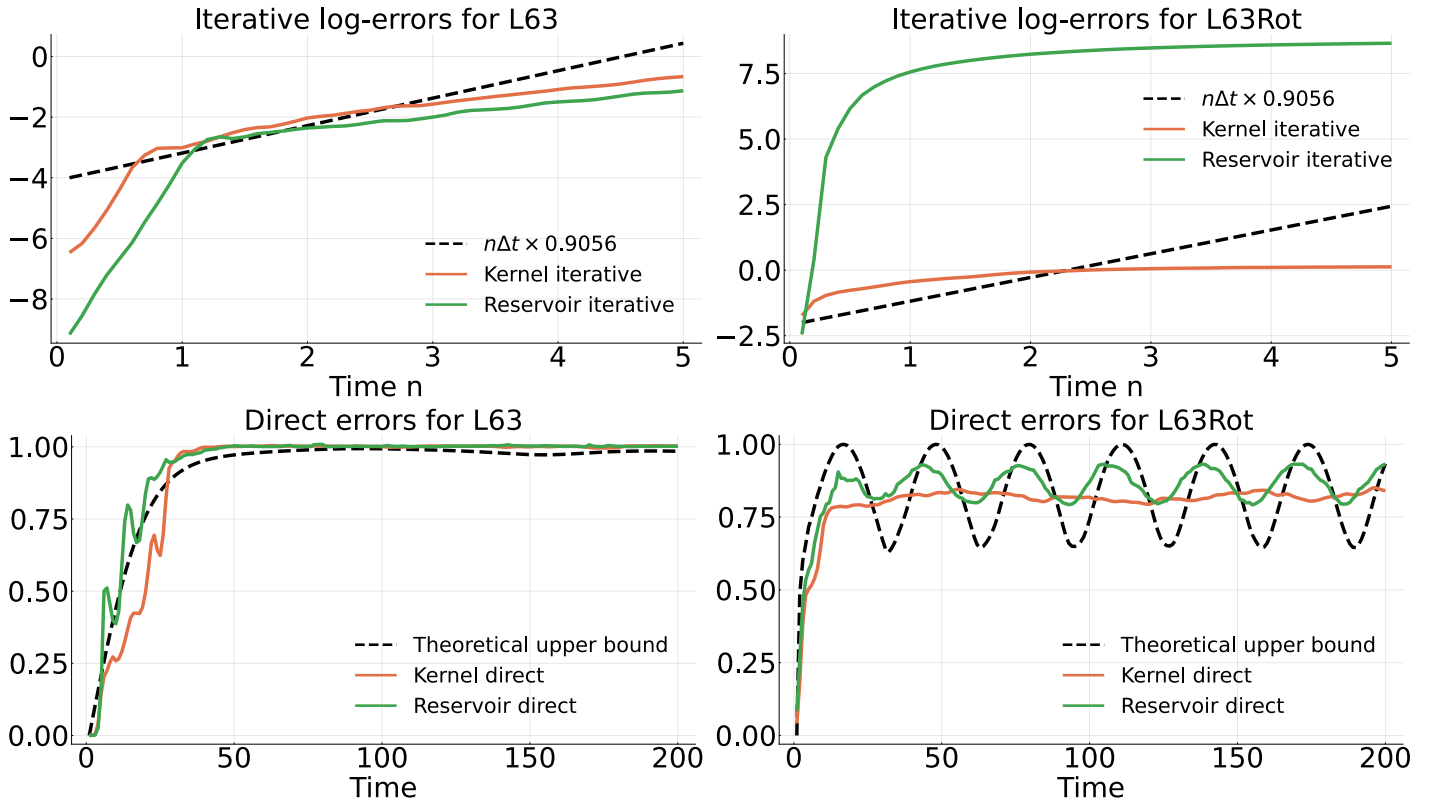 Iterative log-errors for L63
0
−2
−4
−6
−8
nΔt × 0.9056
Kernel iterative
Reservoir iterative
0 1 2 3 4 5
Time n
Iterative log-errors for L63Rot
7.5
5.0
2.5
0.0
−2.5
nΔt × 0.9056
Kernel iterative
Reservoir iterative
0 1 2 3 4 5
Time n
Direct errors for L63
1.00
0.75
0.50
0.25
0.00
Theoretical upper bound
Kernel direct
Reservoir direct
0 50 100 150 200
Time
Direct errors for L63Rot
1.00
0.75
0.50
0.25
0.00
Theoretical upper bound
Kernel direct
Reservoir direct
0 50 100 150 200
Time